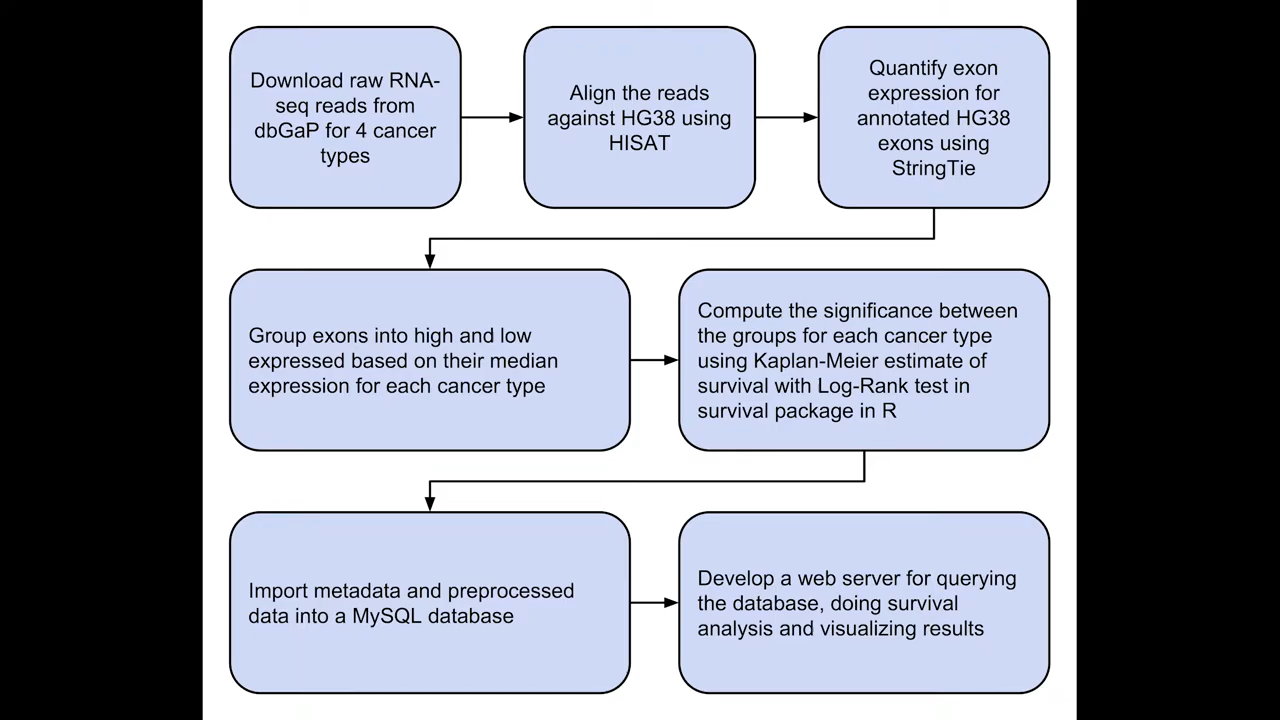 Download raw RNA-
seq reads from
dbGaP for 4 cancer
types
Align the reads
against HG38 using
HISAT
Quantify exon
expression for
annotated HG38
exons using
StringTie
Group exons into high and low
expressed based on their median
expression for each cancer type
Compute the significance between
the groups for each cancer type
using Kaplan-Meier estimate of
survival with Log-Rank test in
survival package in R
Import metadata and preprocessed
data into a MySQL database
Develop a web server for querying
the database, doing survival
analysis and visualizing results